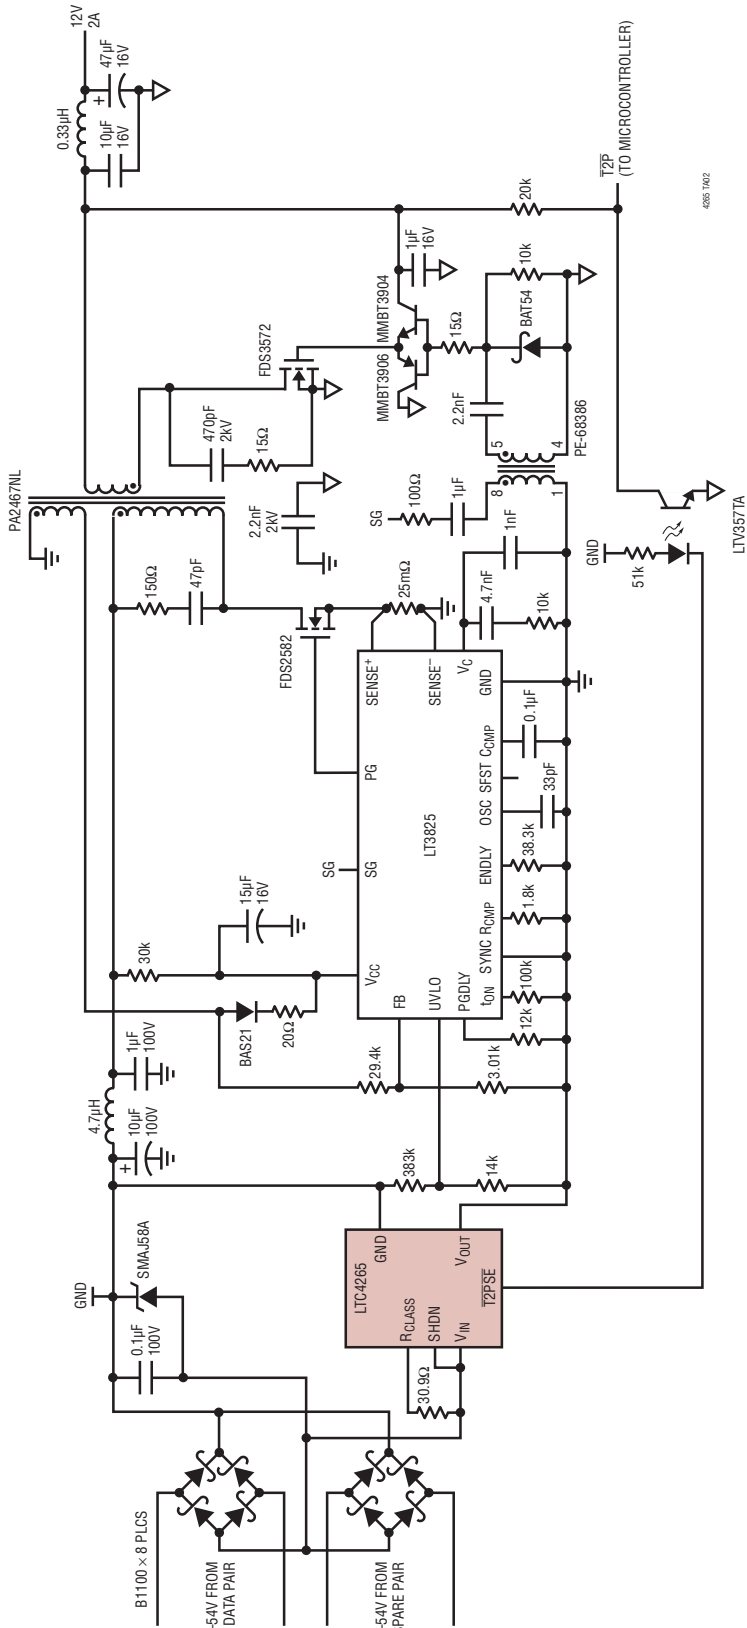 12V
2A
47µF
16V
+
0.33µH
10µF
16V
T2P
(TO MICROCONTROLLER)
4265 TA02
20k
1µF
16V
MMBT3904
MMBT3906
FDS3572
15Ω
10k
BAT54
2.2nF
PE-68386
5
4
8
1
470pF
2kV
15Ω
PA2467NL
2.2nF
2kV
SG
100Ω
1µF
1nF
GND
51k
LTV357TA
150Ω
47pF
FDS2582
25mΩ
4.7nF
10k
SENSE+
SENSE−
VC
GND
0.1µF
CCMP
SFST
33pF
OSC
38.3k
ENDLY
1.8k
RCMP
SYNC
100k
tON
12k
PGDLY
UVLO
FB
VCC
SG
SG
PG
LT3825
15µF
16V
30k
BAS21
20Ω
29.4k
3.01k
4.7µH
1µF
100V
10µF
100V
+
383k
14k
GND
SMAJ58A
0.1µF
100V
LTC4265
GND
VOUT
T2PSE
RCLASS
SHDN
VIN
30.9Ω
B1100 × 8 PLCS
54V FROM
DATA PAIR
54V FROM
PARE PAIR